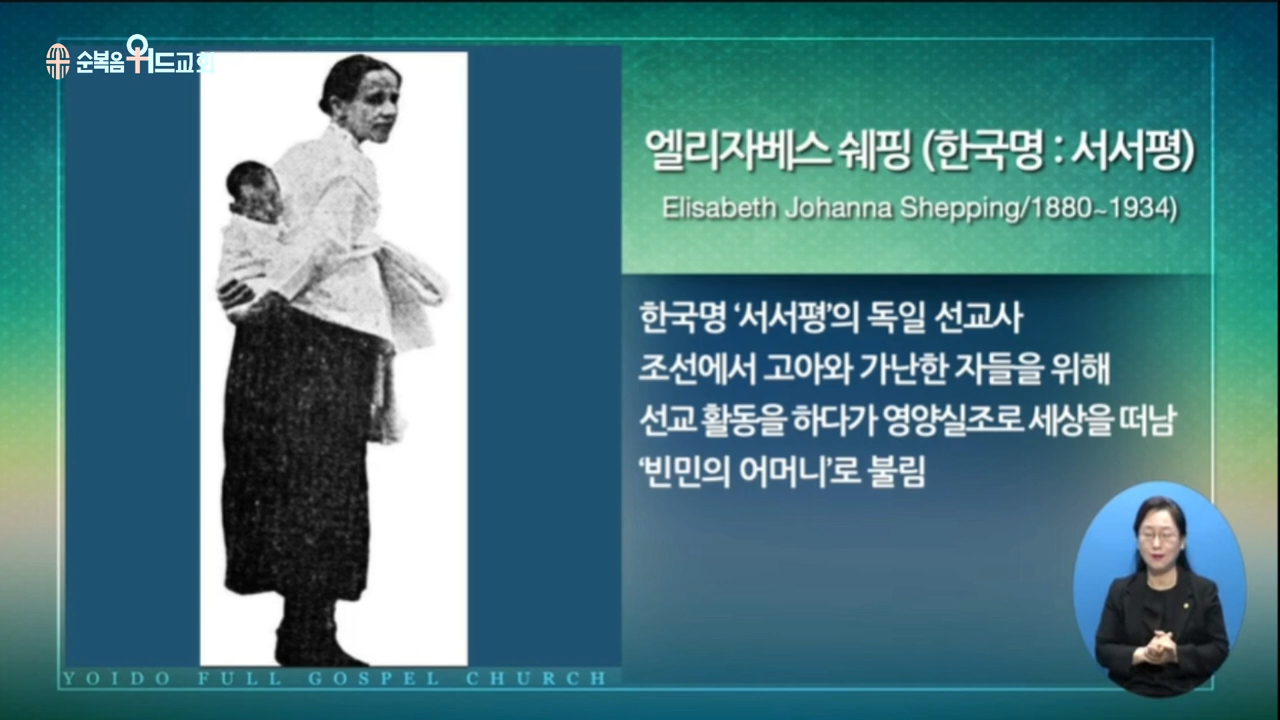 순복음위드교회
엘리자베스 쉐핑 (한국명 : 서서평)
Elisabeth Johanna Shepping/1880~1934)
한국명 ‘서서평’의 독일 선교사
조선에서 고아와 가난한 자들을 위해
선교 활동을 하다가 영양실조로 세상을 떠남
‘빈민의 어머니’로 불림
YOIDO FULL GOSPEL CHURCH